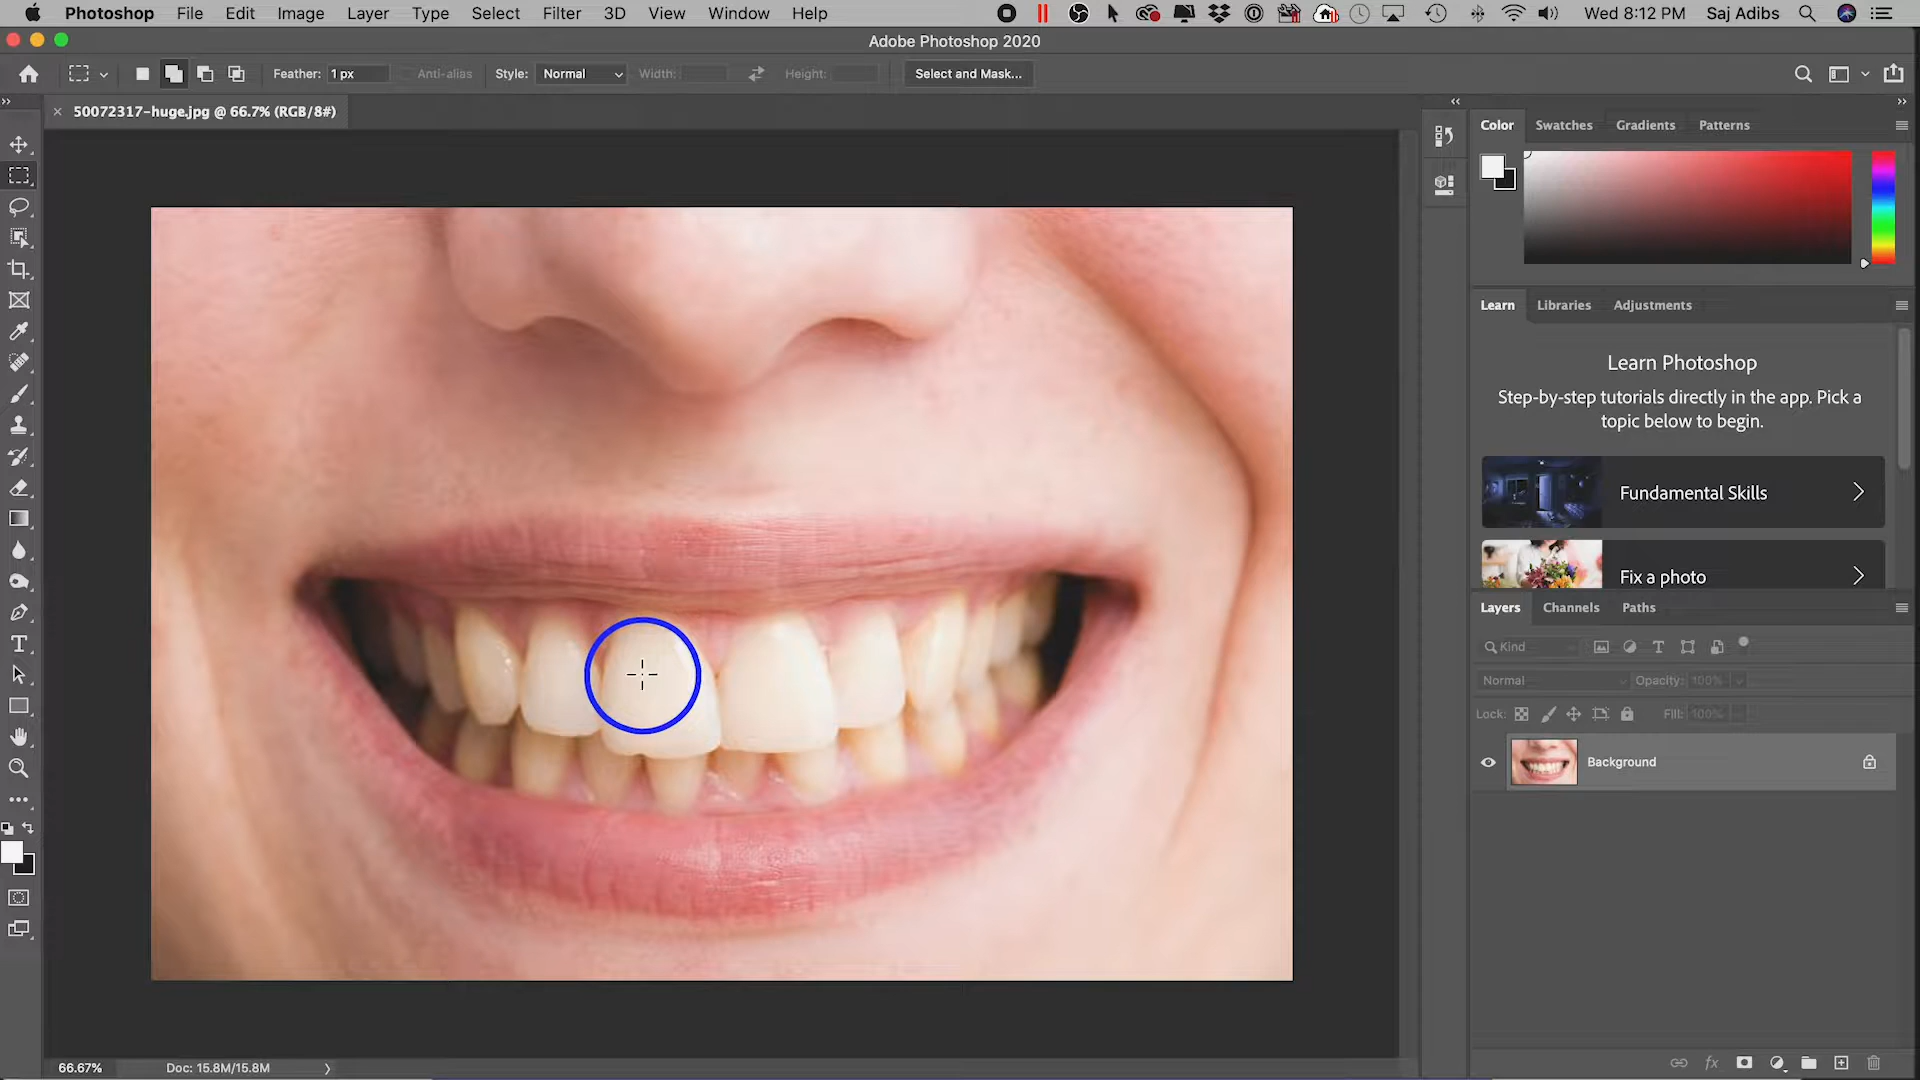 Photoshop File Edit Image Layer Type Select Filter 3D View Window Help Wed 8:12 PM Saj Adibs
Adobe Photoshop 2020
Feather: 1 px Anti-alias Style: Normal Width: Height: Select and Mask...
50072317-huge.jpg @ 66.7% (RGB/8#)
Color Swatches Gradients Patterns
Learn Libraries Adjustments
Learn Photoshop
Step-by-step tutorials directly in the app. Pick a
topic below to begin.
Fundamental Skills
Fix a photo
Layers Channels Paths
Kind
Normal Opacity: 100%
Lock: Fill: 100%
Background
66.67% Doc: 15.8M/15.8M